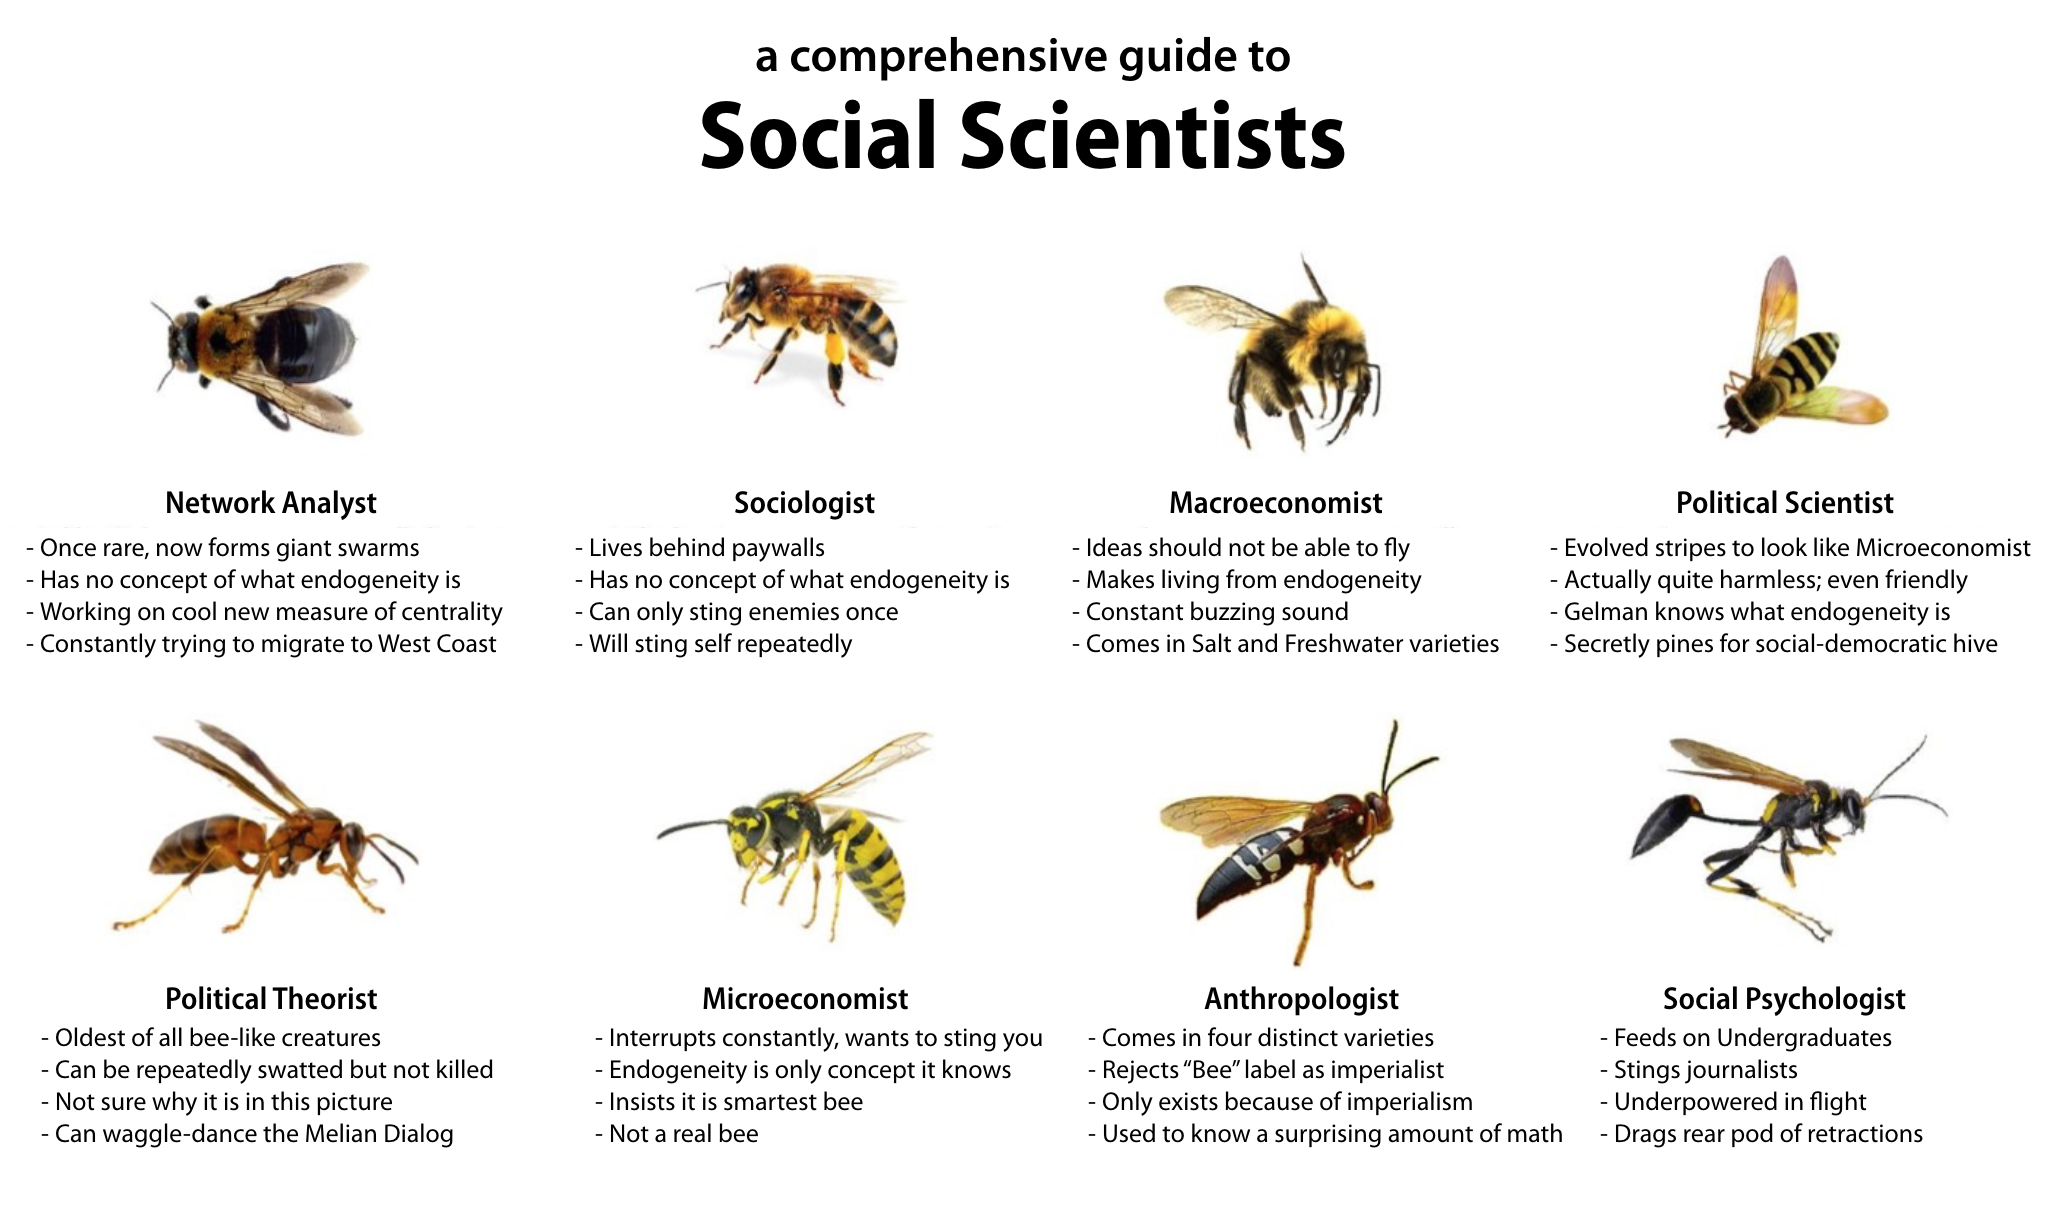 a comprehensive guide to
Social Scientists
Network Analyst
- Once rare, now forms giant swarms
- Has no concept of what endogeneity is
- Working on cool new measure of centrality
- Constantly trying to migrate to West Coast
Sociologist
- Lives behind paywalls
- Has no concept of what endogeneity is
- Can only sting enemies once
- Will sting self repeatedly
Macroeconomist
- Ideas should not be able to fly
- Makes living from endogeneity
- Constant buzzing sound
- Comes in Salt and Freshwater varieties
Political Scientist
- Evolved stripes to look like Microeconomist
- Actually quite harmless; even friendly
- Gelman knows what endogeneity is
- Secretly pines for social-democratic hive
Political Theorist
- Oldest of all bee-like creatures
- Can be repeatedly swatted but not killed
- Not sure why it is in this picture
- Can waggle-dance the Melian Dialog
Microeconomist
- Interrupts constantly, wants to sting you
- Endogeneity is only concept it knows
- Insists it is smartest bee
- Not a real bee
Anthropologist
- Comes in four distinct varieties
- Rejects “Bee” label as imperialist
- Only exists because of imperialism
- Used to know a surprising amount of math
Social Psychologist
- Feeds on Undergraduates
- Stings journalists
- Underpowered in flight
- Drags rear pod of retractions